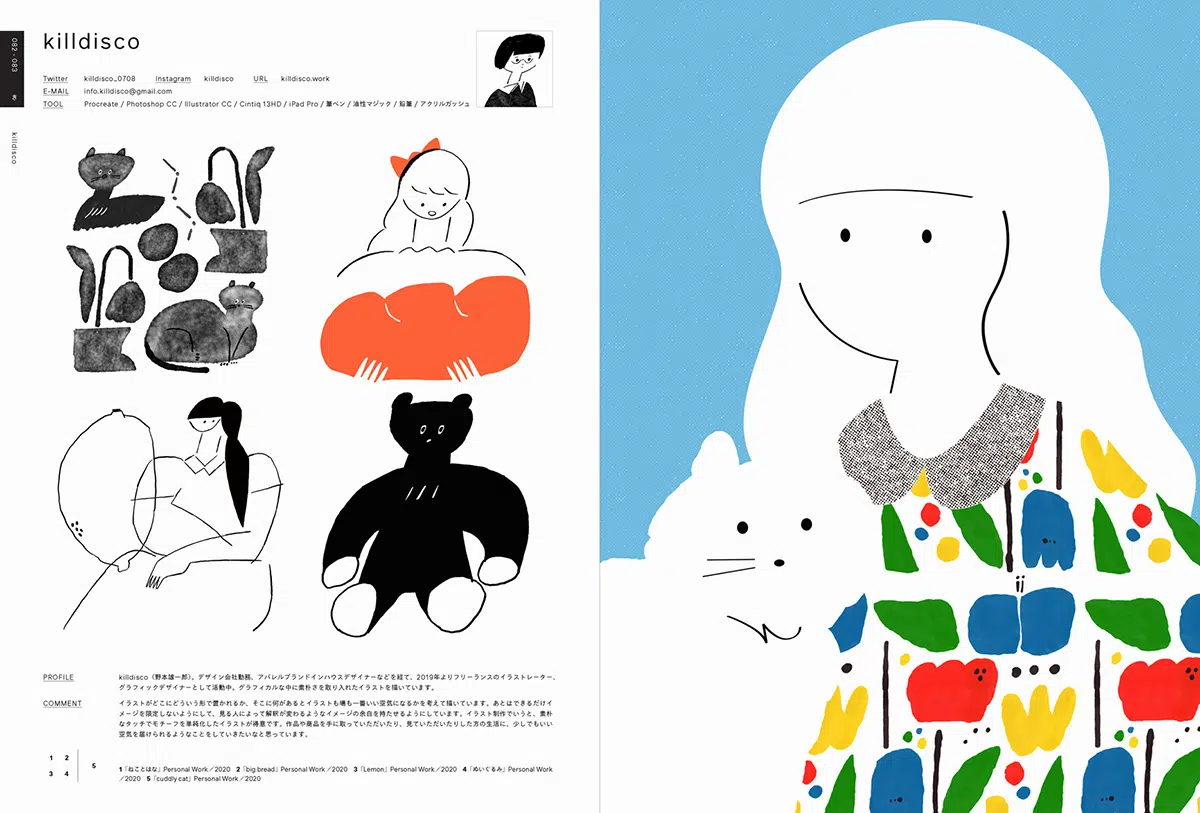 killdisco
Twitter killdisco_0708 Instagram killdisco URL killdisco.work
E-MAIL info.killdisco@gmail.com
TOOL Procreate / Photoshop CC / Illustrator CC / Cintiq 13HD / iPad Pro / 筆ペン / 油性マジック / 鉛筆 / アクリルガッシュ
082 - 083
killdisco
PROFILE killdisco（野本雄一郎）。デザイン会社勤務、アパレルブランドインハウスデザイナーなどを経て、2019年よりフリーランスのイラストレーター、
グラフィックデザイナーとして活動中。グラフィカルな中に素朴さを取り入れたイラストを描いています。
COMMENT イラストがどこにどういう形で置かれるか、そこに何があるとイラストも場も一番いい空気になるかを考えて描いています。あとはできるだけイ
メージを限定しないようにして、見る人によって解釈が変わるようなイメージの余白を持たせるようにしています。イラスト制作でいうと、素朴
なタッチでモチーフを単純化したイラストが得意です。作品や商品を手に取っていただいたり、見ていただいたりした方の生活に、少しでもいい
空気を届けられるようなことをしていきたいなと思っています。
1 2
3 4
5
1「ねことはな」Personal Work／2020 2「big bread」Personal Work／2020 3「Lemon」Personal Work／2020 4「ぬいぐるみ」Personal Work
／2020 5「cuddly cat」Personal Work／2020